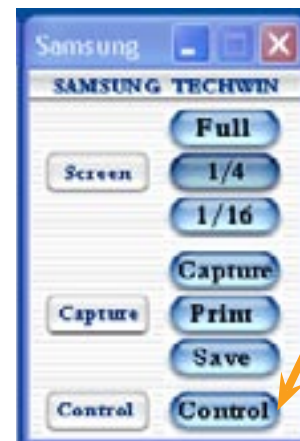 Samsung
SAMSUNG TECHWIN
Full
Screen 1/4
1/16
Capture
Capture Print
Save
Control Control